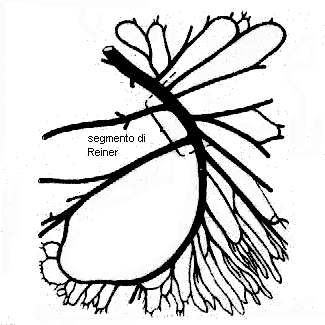 segmento di
Reiner